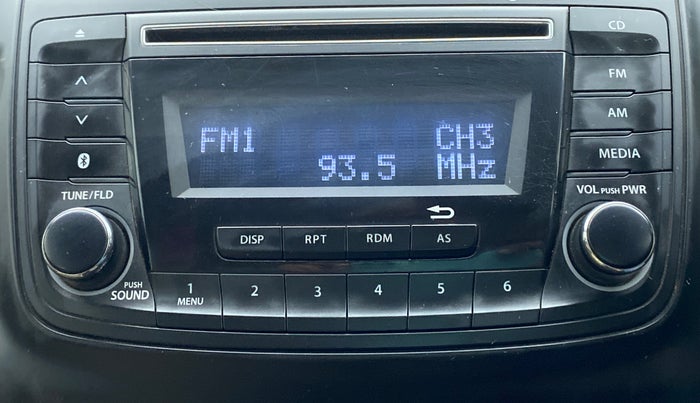 CD
FM
AM
MEDIA
FM1 CH3
93.5 MHz
TUNE/FLD
VOL PUSH PWR
DISP RPT RDM AS
PUSH
SOUND
1 2 3 4 5 6
MENU